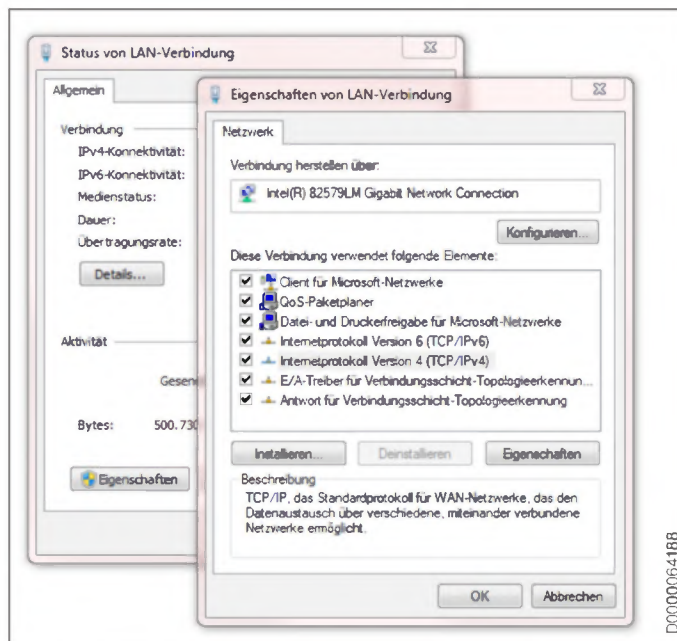 Status von LAN-Verbindung
Allgemein
Verbindung
IPv4-Konnektivität:
IPv6-Konnektivität:
Medienstatus:
Dauer:
Übertragungsrate:
Details...
Aktivität
Bytes: 500.730
Eigenschaften
Eigenschaften von LAN-Verbindung
Netzwerk
Verbindung herstellen über:
Intel(R) 82579LM Gigabit Network Connection
Konfigurieren...
Diese Verbindung verwendet folgende Elemente:
Client für Microsoft-Netzwerke
QoS-Paketplaner
Datei- und Druckerfreigabe für Microsoft-Netzwerke
Internetprotokoll Version 6 (TCP/IPv6)
Internetprotokoll Version 4 (TCP/IPv4)
E/A-Treiber für Verbindungsschicht-Topologieerkennun...
Antwort für Verbindungsschicht-Topologieerkennung
Installieren... Deinstallieren Eigenschaften
Beschreibung
TCP/IP, das Standardprotokoll für WAN-Netzwerke, das den
Datenaustausch über verschiedene, miteinander verbundene
Netzwerke ermöglicht.
OK Abbrechen
D000006418B